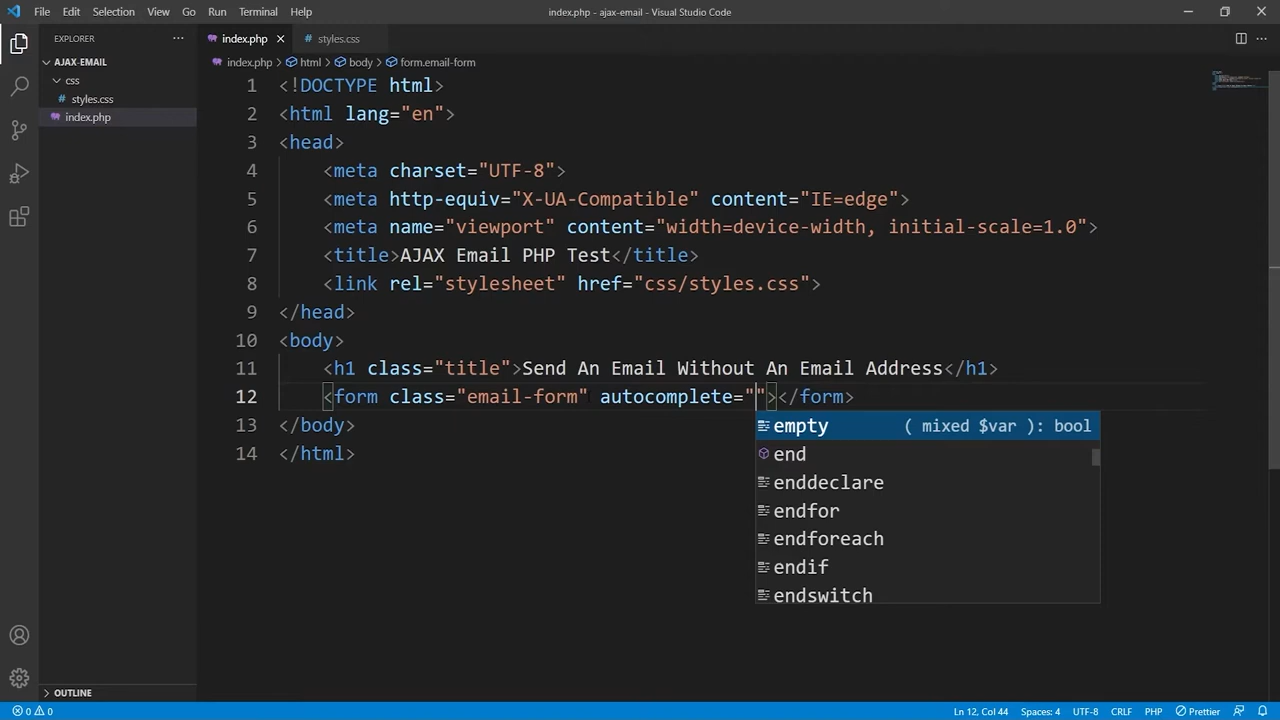 File Edit Selection View Go Run Terminal Help
index.php - ajax-email - Visual Studio Code
EXPLORER
AJAX-EMAIL
css
# styles.css
index.php
OUTLINE
index.php
# styles.css
index.php > html > body > form.email-form
1 <!DOCTYPE html>
2 <html lang="en">
3 <head>
4 <meta charset="UTF-8">
5 <meta http-equiv="X-UA-Compatible" content="IE=edge">
6 <meta name="viewport" content="width=device-width, initial-scale=1.0">
7 <title>AJAX Email PHP Test</title>
8 <link rel="stylesheet" href="css/styles.css">
9 </head>
10 <body>
11 <h1 class="title">Send An Email Without An Email Address</h1>
12 <form class="email-form" autocomplete=""></form>
13 </body>
14 </html>
empty ( mixed $var ): bool
end
enddeclare
endfor
endforeach
endif
endswitch
0 0
Ln 12, Col 44 Spaces: 4 UTF-8 CRLF PHP Prettier